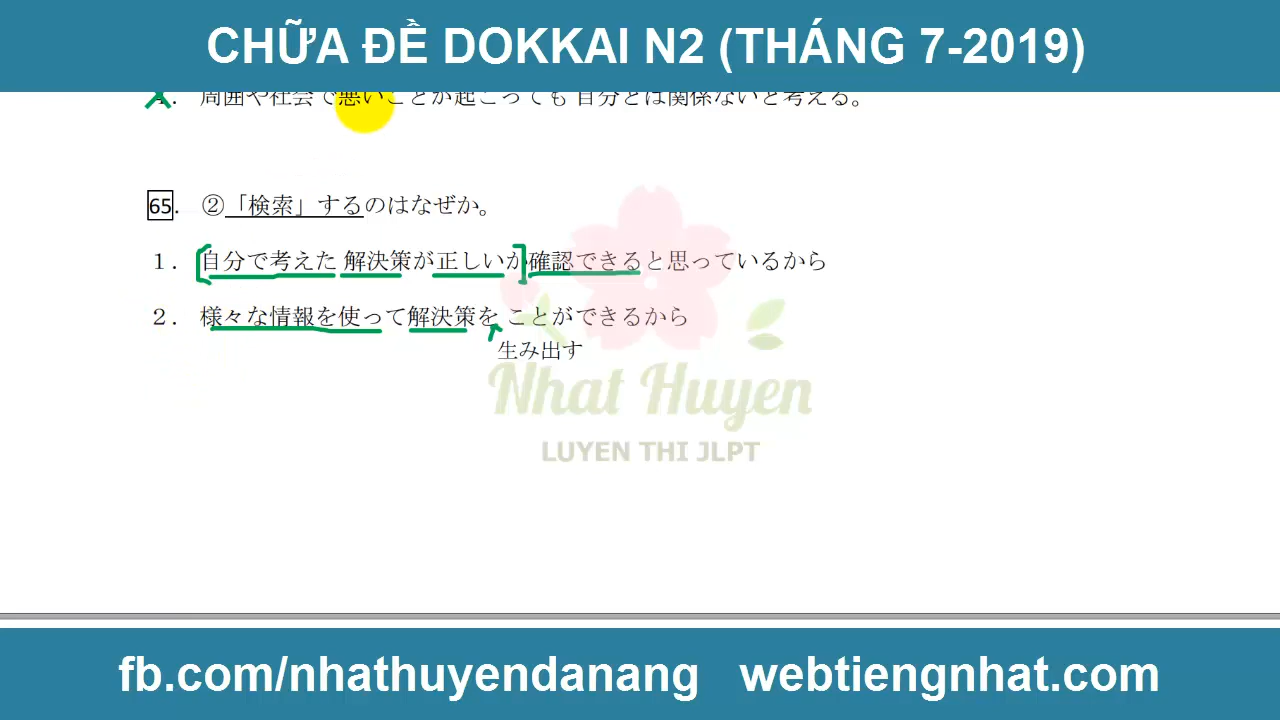 CHỮA ĐỀ DOKKAI N2 (THÁNG 7-2019)
4. 周囲や社会で悪いことが起こっても自分とは関係ないと考える。
65. ②「検索」するのはなぜか。
１. 自分で考えた解決策が正しいか確認できると思っているから
２. 様々な情報を使って解決策を ことができるから
生み出す
Nhat Huyen
LUYEN THI JLPT
fb.com/nhathuyendanang webtiengnhat.com